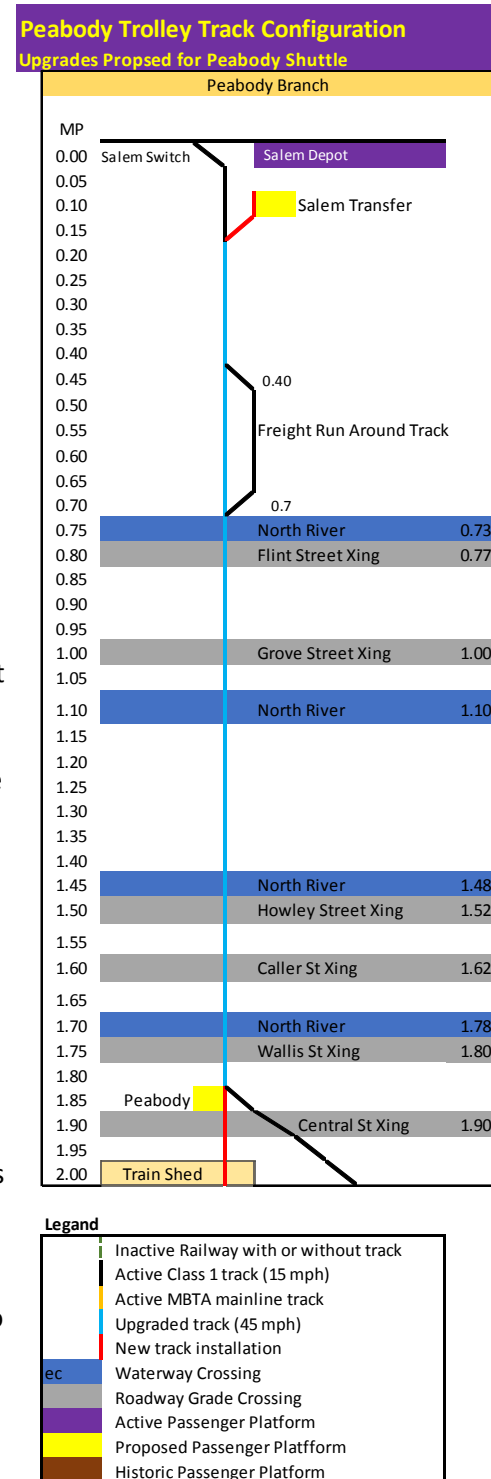 Peabody Trolley Track Configuration
Upgrades Propsed for Peabody Shuttle
Peabody Branch
MP
0.00 Salem Switch Salem Depot
0.05
0.10 Salem Transfer
0.15
0.20
0.25
0.30
0.35
0.40
0.45 0.40
0.50
0.55 Freight Run Around Track
0.60
0.65
0.70 0.7
0.75 North River 0.73
0.80 Flint Street Xing 0.77
0.85
0.90
0.95
1.00 Grove Street Xing 1.00
1.05
1.10 North River 1.10
1.15
1.20
1.25
1.30
1.35
1.40
1.45 North River 1.48
1.50 Howley Street Xing 1.52
1.55
1.60 Caller St Xing 1.62
1.65
1.70 North River 1.78
1.75 Wallis St Xing 1.80
1.80
1.85 Peabody
1.90 Central St Xing 1.90
1.95
2.00 Train Shed
Legand
Inactive Railway with or without track
Active Class 1 track (15 mph)
Active MBTA mainline track
Upgraded track (45 mph)
New track installation
ec Waterway Crossing
Roadway Grade Crossing
Active Passenger Platform
Proposed Passenger Platfform
Historic Passenger Platform